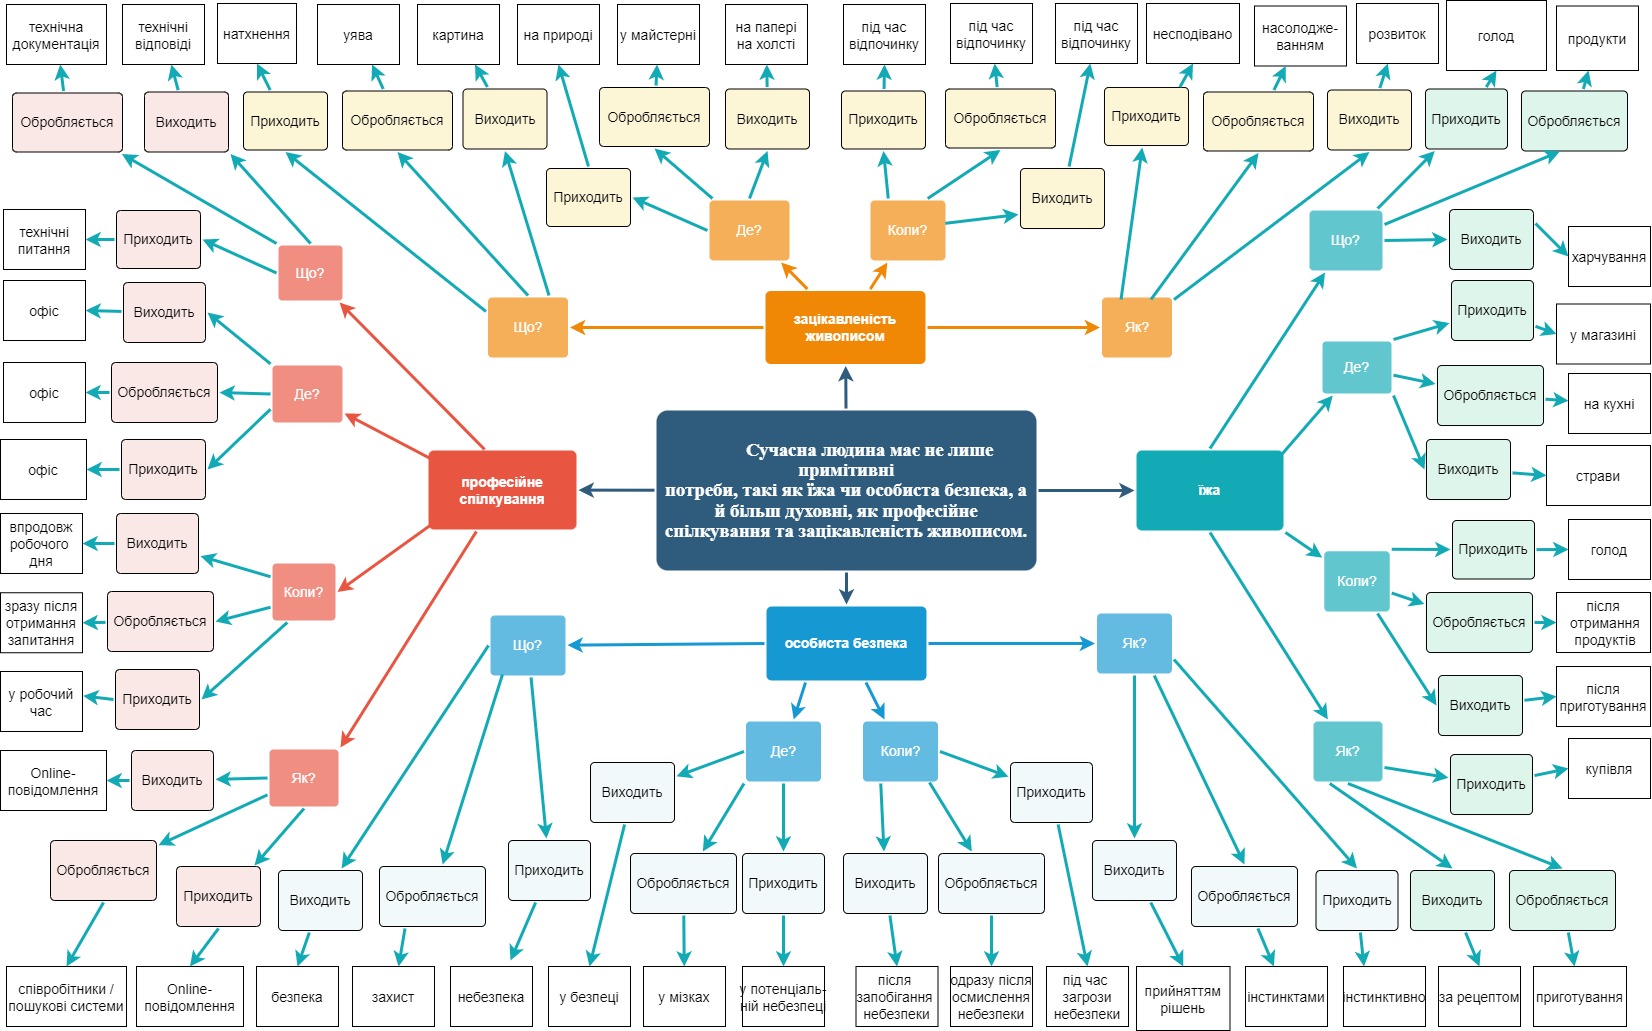 технічна
документація
технічні
відповіді
натхнення
уява
картина
на природі
у майстерні
на папері
на холсті
під час
відпочинку
під час
відпочинку
під час
відпочинку
несподівано
насолодже-
ванням
розвиток
голод
продукти
Обробляється
Виходить
Приходить
Обробляється
Виходить
Обробляється
Виходить
Приходить
Обробляється
Приходить
Обробляється
Виходить
Приходить
Обробляється
Приходить
Виходить
технічні
питання
Приходить
Що?
Де?
Коли?
Що?
Виходить
харчування
офіс
Виходить
Що?
зацікавленість
живописом
Як?
Приходить
у магазині
офіс
Обробляється
Де?
Де?
Обробляється
на кухні
офіс
Приходить
Виходить
страви
професійне
спілкування
Сучасна людина має не лише
примітивні
потреби, такі як їжа чи особиста безпека, а
й більш духовні, як професійне
спілкування та зацікавленість живописом.
їжа
впродовж
робочого
дня
Виходить
Коли?
Коли?
Приходить
голод
зразу після
отримання
запитання
Обробляється
Обробляється
після
отримання
продуктів
Що?
особиста безпека
Як?
у робочий
час
Приходить
Виходить
після
приготування
Online-
повідомлення
Виходить
Як?
Де?
Коли?
Як?
Приходить
купівля
Виходить
Приходить
Обробляється
Приходить
Виходить
Обробляється
Приходить
Обробляється
Приходить
Виходить
Обробляється
Виходить
Обробляється
Приходить
Виходить
Обробляється
співробітники /
пошукові системи
Online-
повідомлення
безпека
захист
небезпека
у безпеці
у мізках
у потенціаль-
ній небезпеці
після
запобігання
небезпеки
одразу після
осмислення
небезпеки
під час
загрози
небезпеки
прийняттям
рішень
інстинктами
інстинктивно
за рецептом
приготування